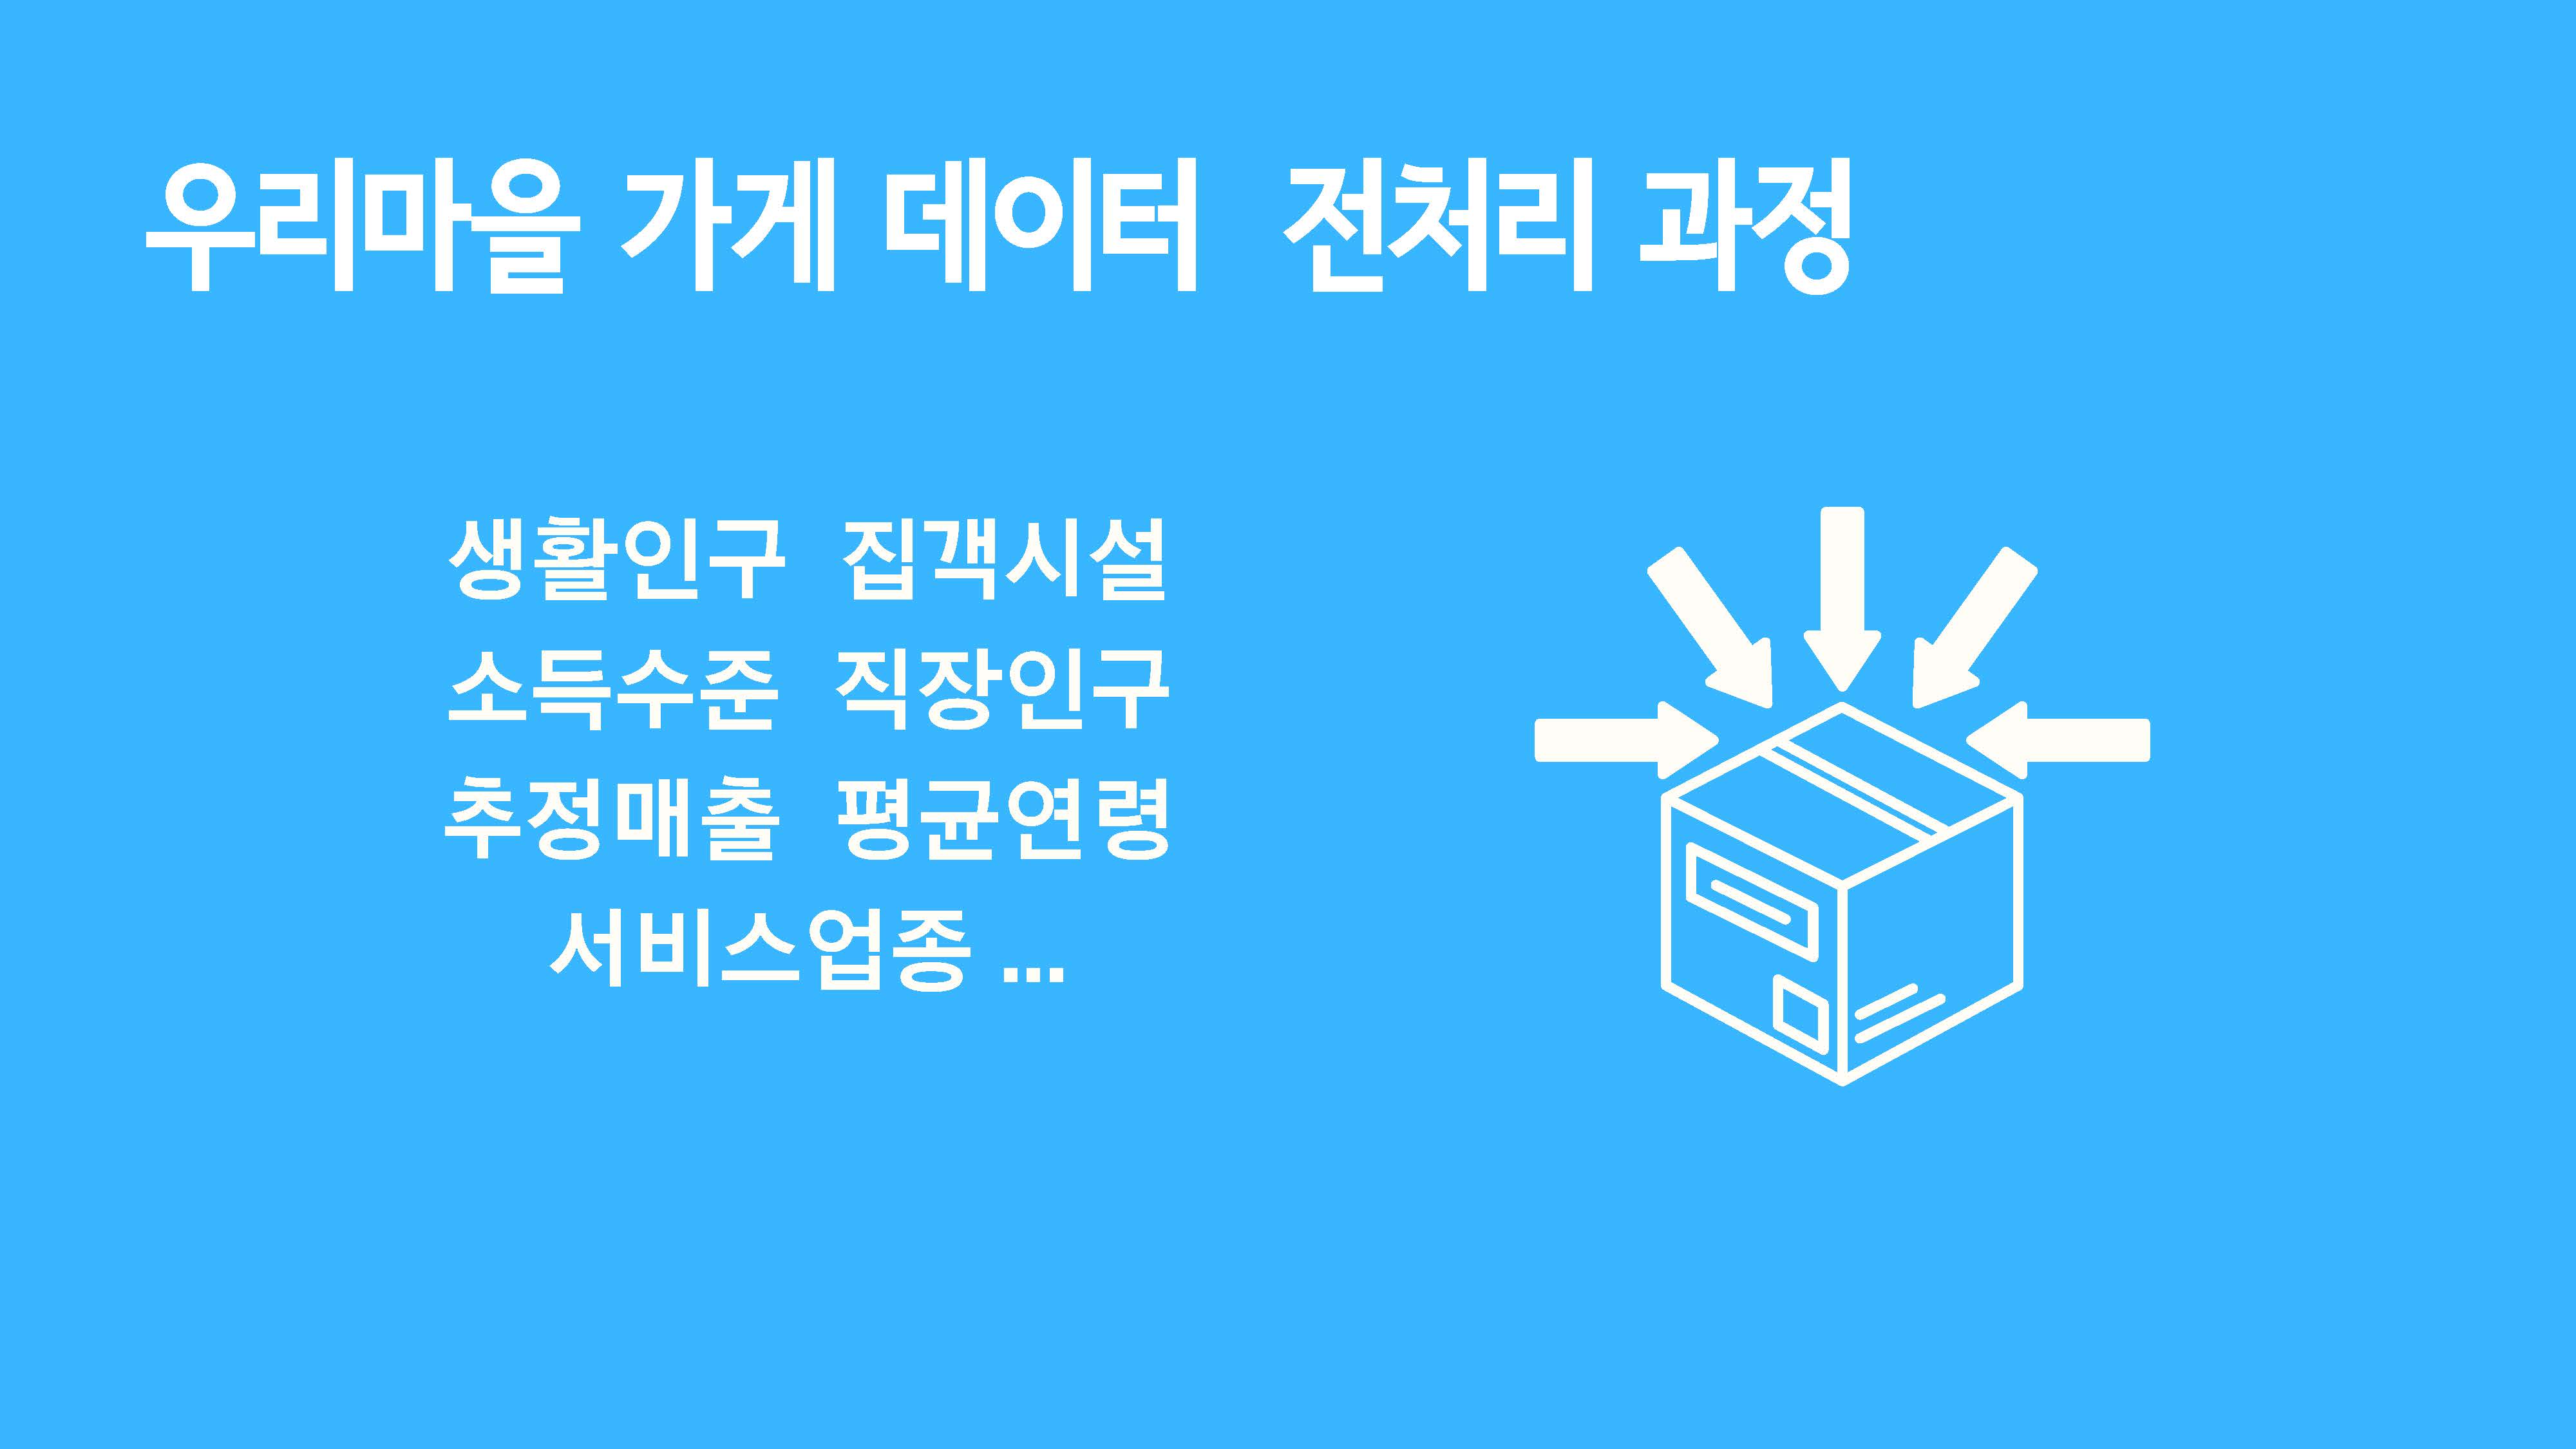 우리마을 가게 데이터 전처리 과정
생활인구 집객시설
소득수준 직장인구
추정매출 평균연령
서비스업종 ...